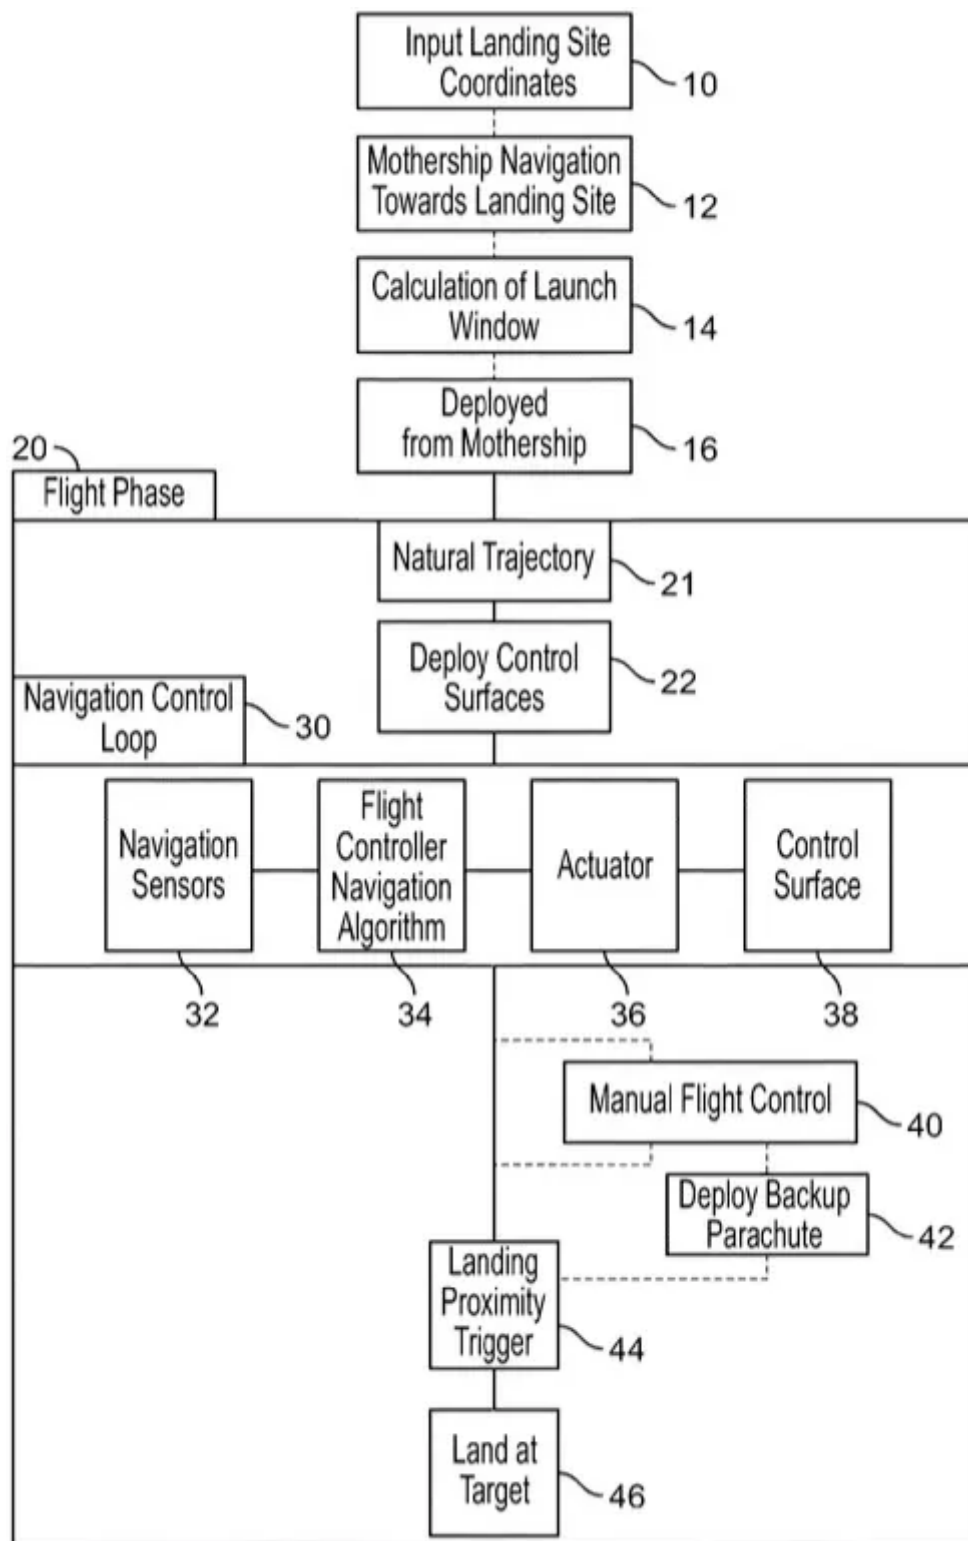 Input Landing Site
Coordinates
10
Mothership Navigation
Towards Landing Site
12
Calculation of Launch
Window
14
Deployed
from Mothership
16
20
Flight Phase
Natural Trajectory
21
Deploy Control
Surfaces
22
Navigation Control
Loop
30
Navigation
Sensors
32
Flight
Controller
Navigation
Algorithm
34
Actuator
36
Control
Surface
38
Manual Flight Control
40
Deploy Backup
Parachute
42
Landing
Proximity
Trigger
44
Land at
Target
46